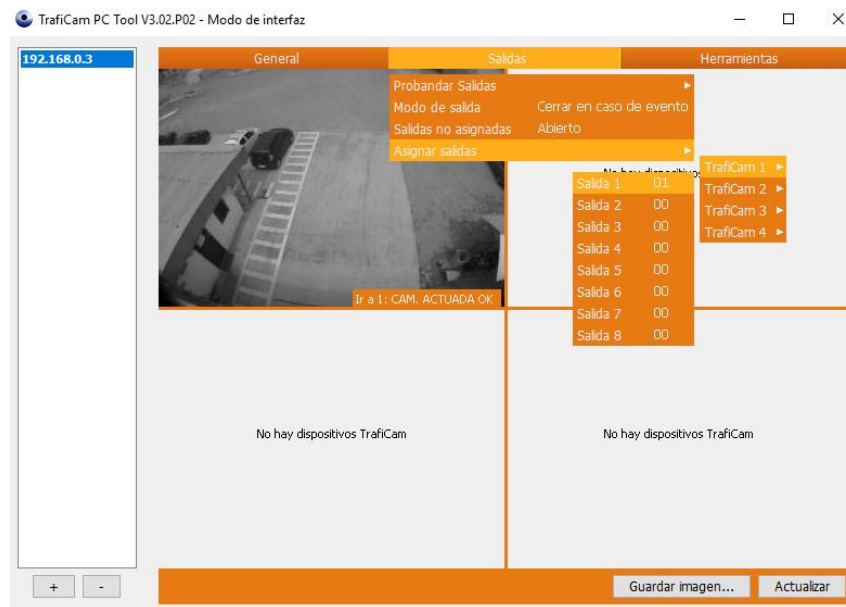 TrafiCam PC Tool V3.02.P02 - Modo de interfaz
192.168.0.3
General
Salidas
Herramientas
Probandar Salidas
Modo de salida Cerrar en caso de evento
Salidas no asignadas Abierto
Asignar salidas
TrafiCam 1
TrafiCam 2
TrafiCam 3
TrafiCam 4
Salida 1 01
Salida 2 00
Salida 3 00
Salida 4 00
Salida 5 00
Salida 6 00
Salida 7 00
Salida 8 00
Ir a 1: CAM. ACTUADA OK
No hay dispositivos TrafiCam
No hay dispositivos TrafiCam
+ -
Guardar imagen... Actualizar